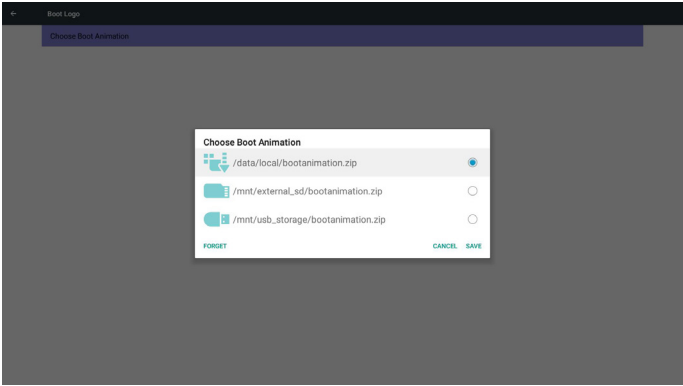 Boot Logo
Choose Boot Animation
Choose Boot Animation
/data/local/bootanimation.zip
/mnt/external_sd/bootanimation.zip
/mnt/usb_storage/bootanimation.zip
FORGET CANCEL SAVE